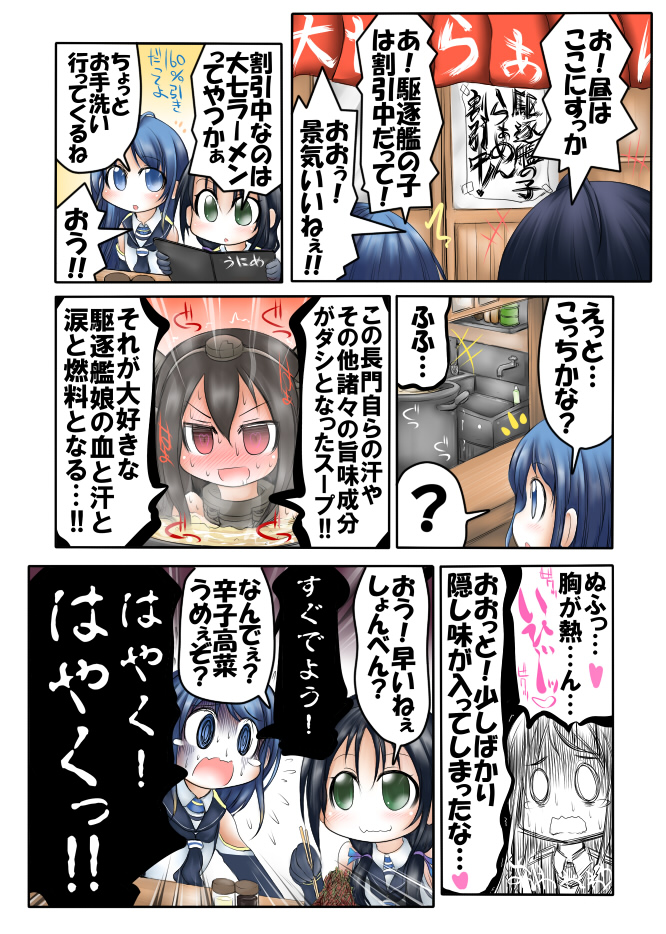 お！昼は
ここにすっか
大
らぁ
駆逐艦の子
らぁめん
割引中！
あ！駆逐艦の子
は割引中だって！
おおぅ！
景気いいねぇ!!
割引中なのは
大七ラーメン
ってやつかぁ
160％引き
だってよ
ちょっと
お手洗い
行ってくるね
おう!!
うにめ
えっと…
こっちかな？
ふふ…
？
この長門自らの汗や
その他諸々の旨味成分
がダシとなったスープ!!
それが大好きな
駆逐艦娘の血と汗と
涙と燃料となる…!!
ぬふっ…
胸が熱…ん…♥
おおっと！少しばかり
隠し味が入ってしまったな…♥
おう！早いねぇ
しょんべん？
すぐでよう！
なんでぇ？
辛子高菜
うめぇぞ？
はやく！
はやくっ!!